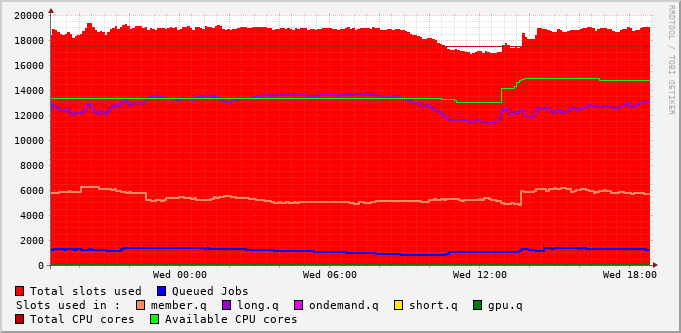 20000
18000
16000
14000
12000
10000
8000
6000
4000
2000
0
Wed 00:00 Wed 06:00 Wed 12:00 Wed 18:00
RRDTOOL / TOBI OETIKER
Total slots used Queued Jobs
Slots used in : member.q long.q ondemand.q short.q gpu.q
Total CPU cores Available CPU cores